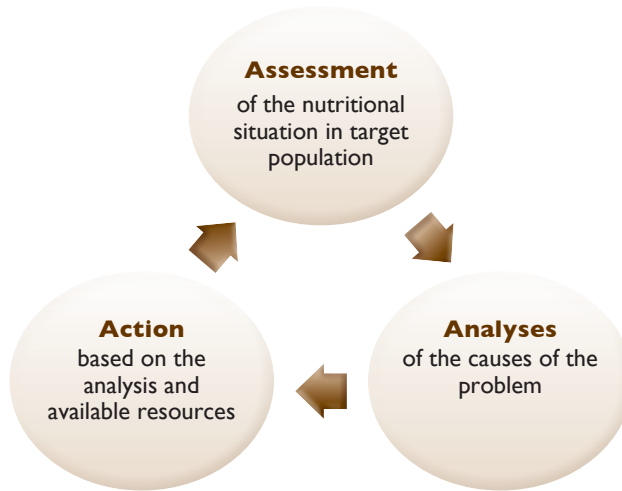 Assessment
of the nutritional
situation in target
population
Action
based on the
analysis and
available resources
Analyses
of the causes of the
problem